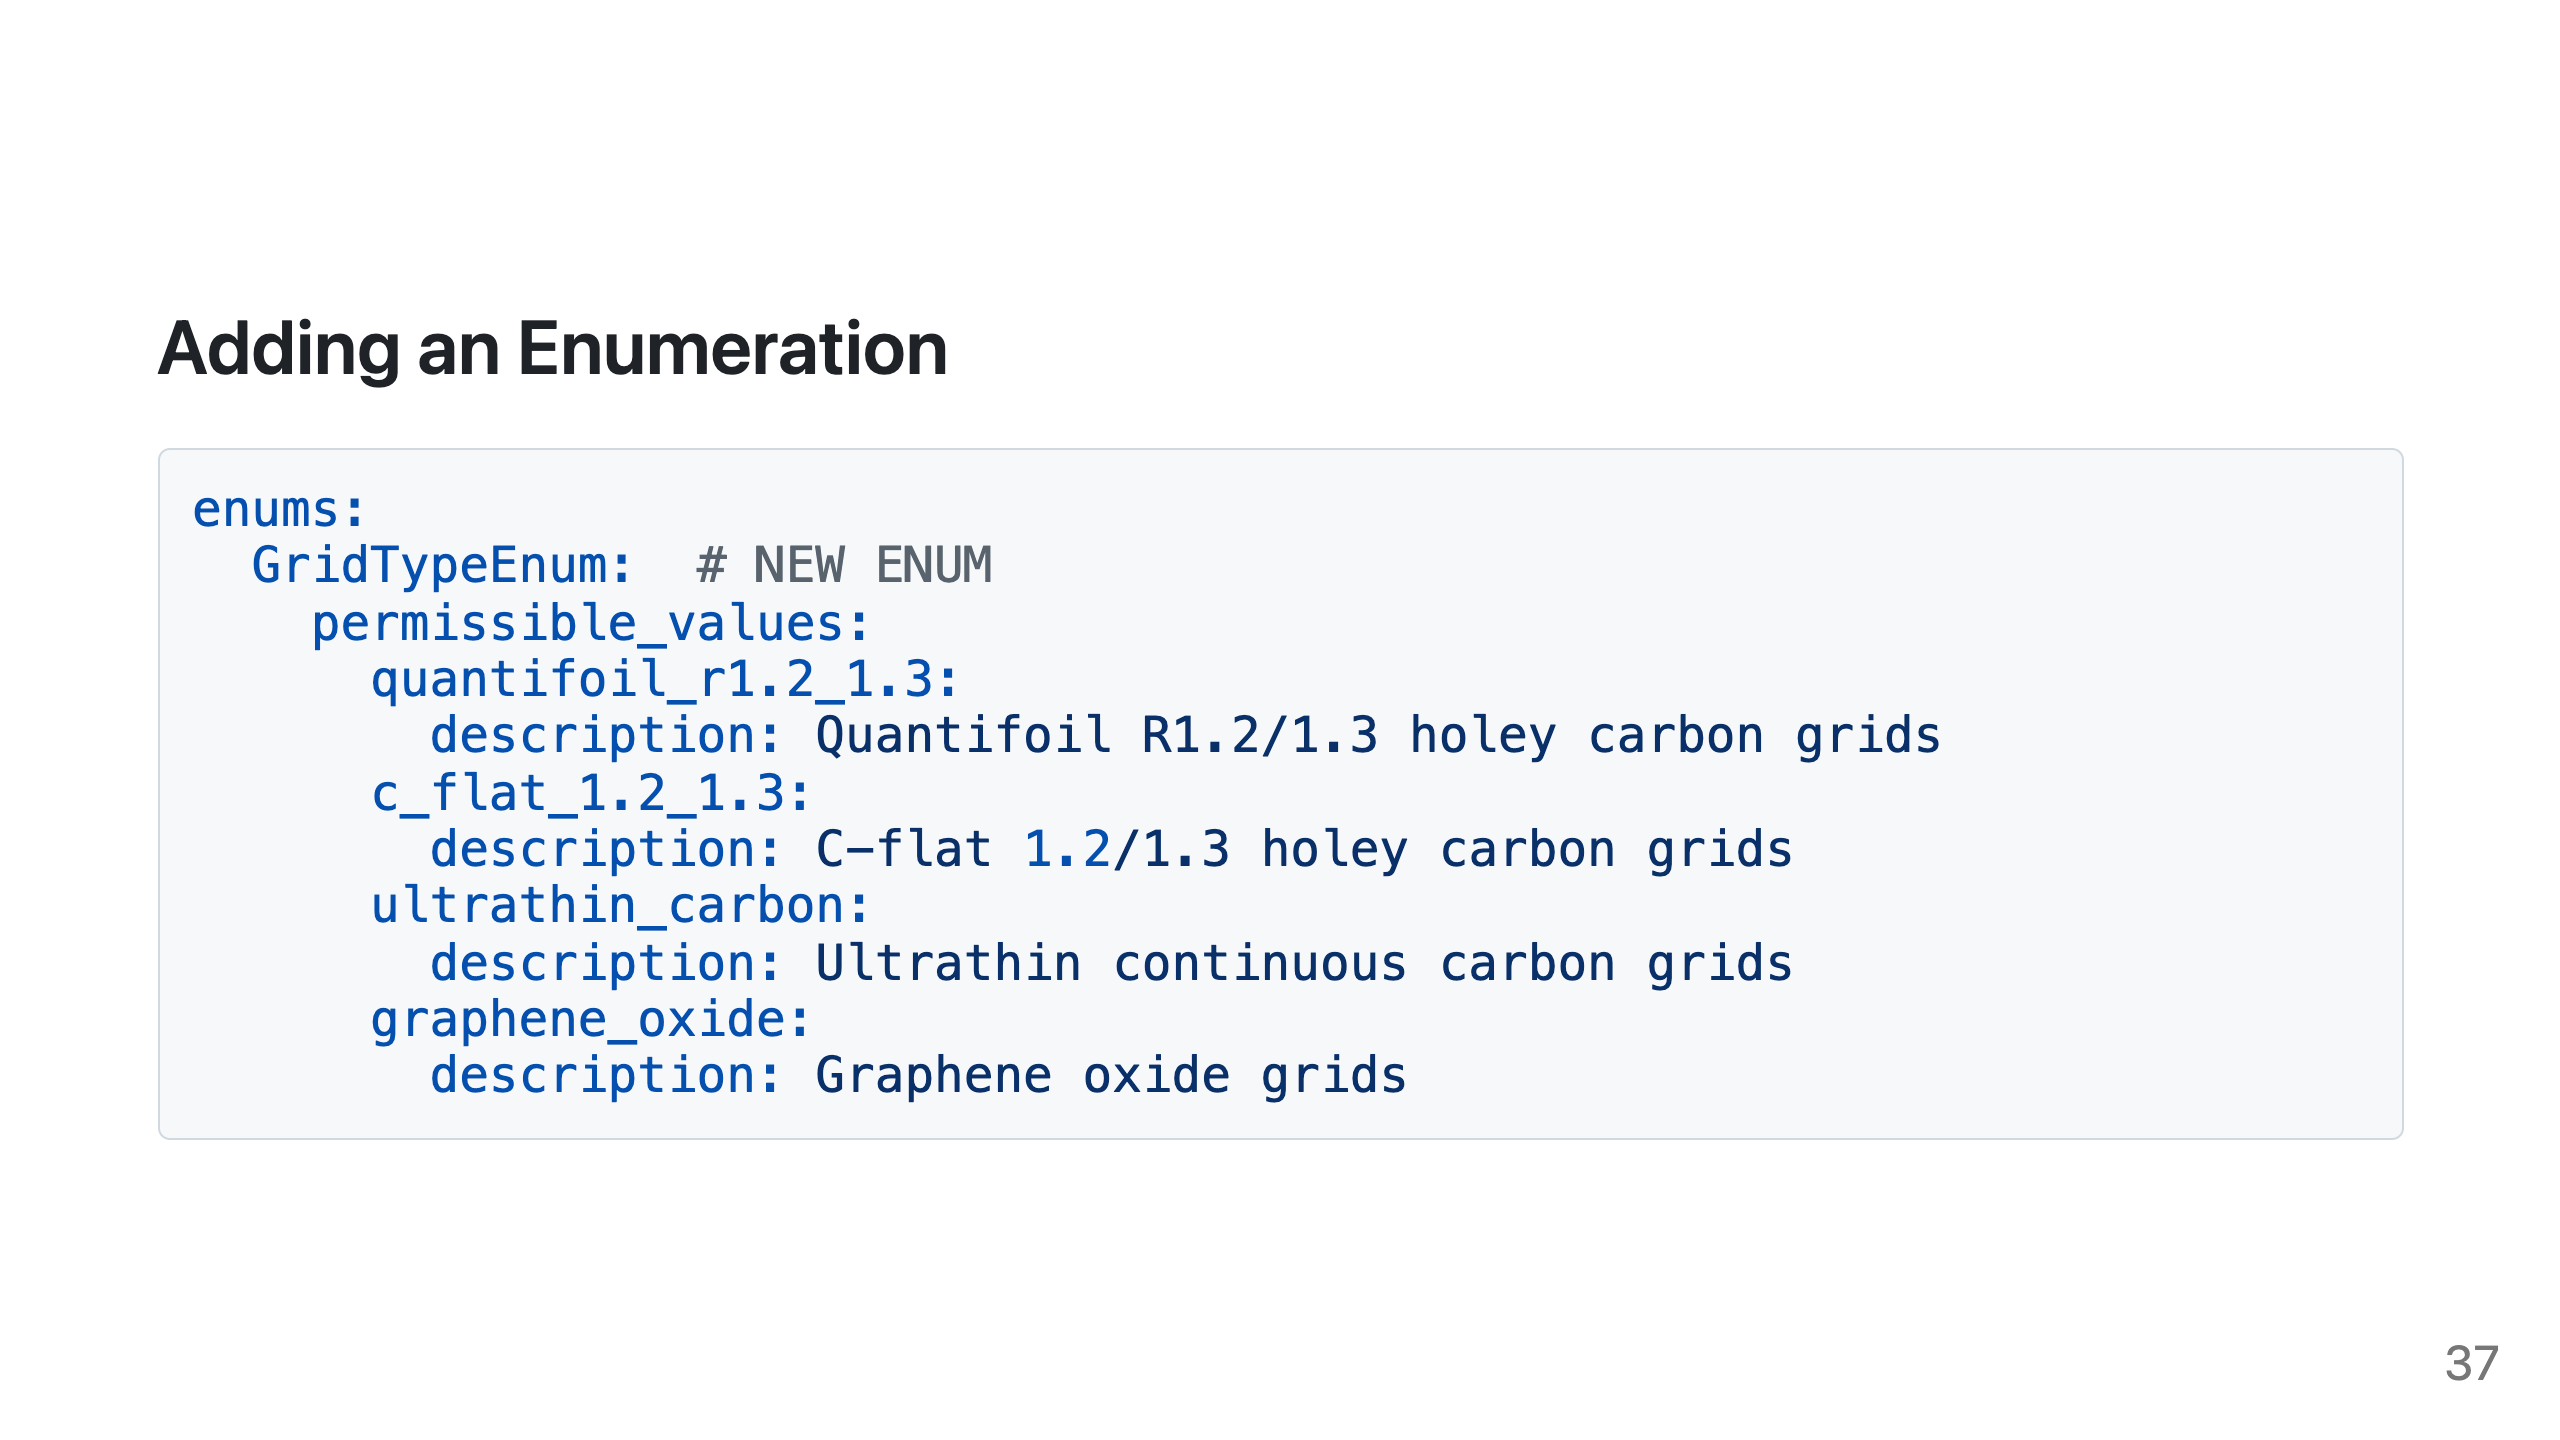 Adding an Enumeration
enums:
  GridTypeEnum:  # NEW ENUM
    permissible_values:
      quantifoil_r1.2_1.3:
        description: Quantifoil R1.2/1.3 holey carbon grids
      c_flat_1.2_1.3:
        description: C-flat 1.2/1.3 holey carbon grids
      ultrathin_carbon:
        description: Ultrathin continuous carbon grids
      graphene_oxide:
        description: Graphene oxide grids
37